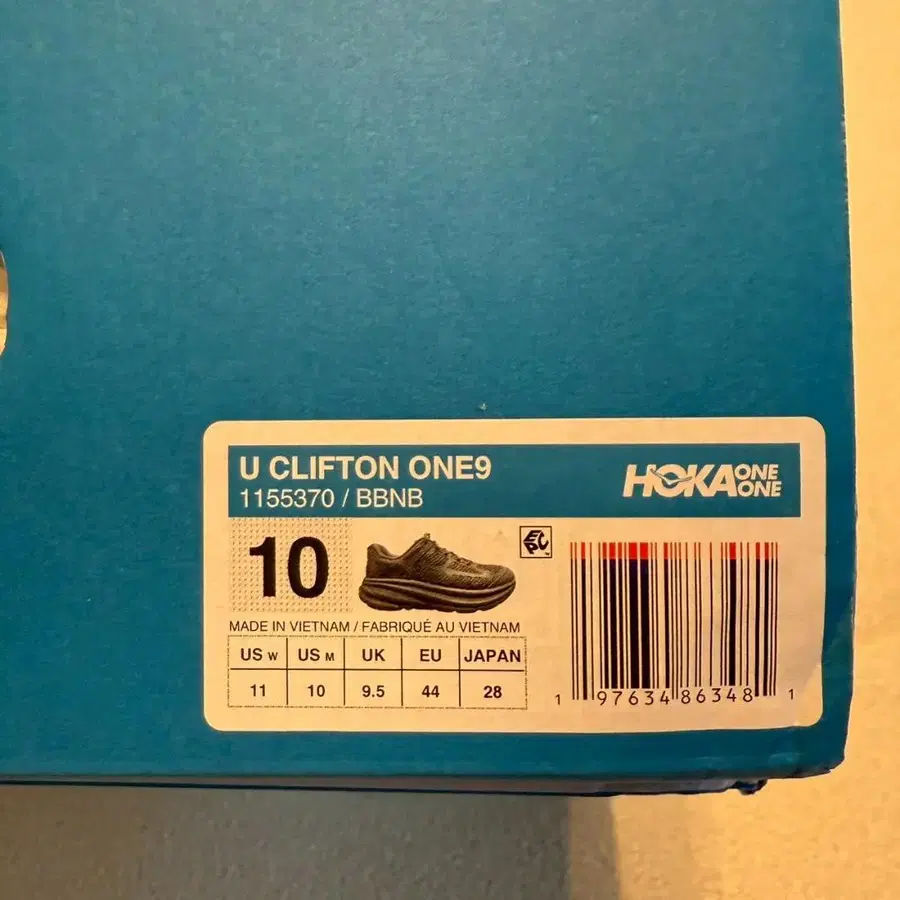 U CLIFTON ONE9
1155370 / BBNB
HOKA ONE ONE
10
EPC
MADE IN VIETNAM / FABRIQUÉ AU VIETNAM
US W US M UK EU JAPAN
11 10 9.5 44 28
1 97634 86348 1